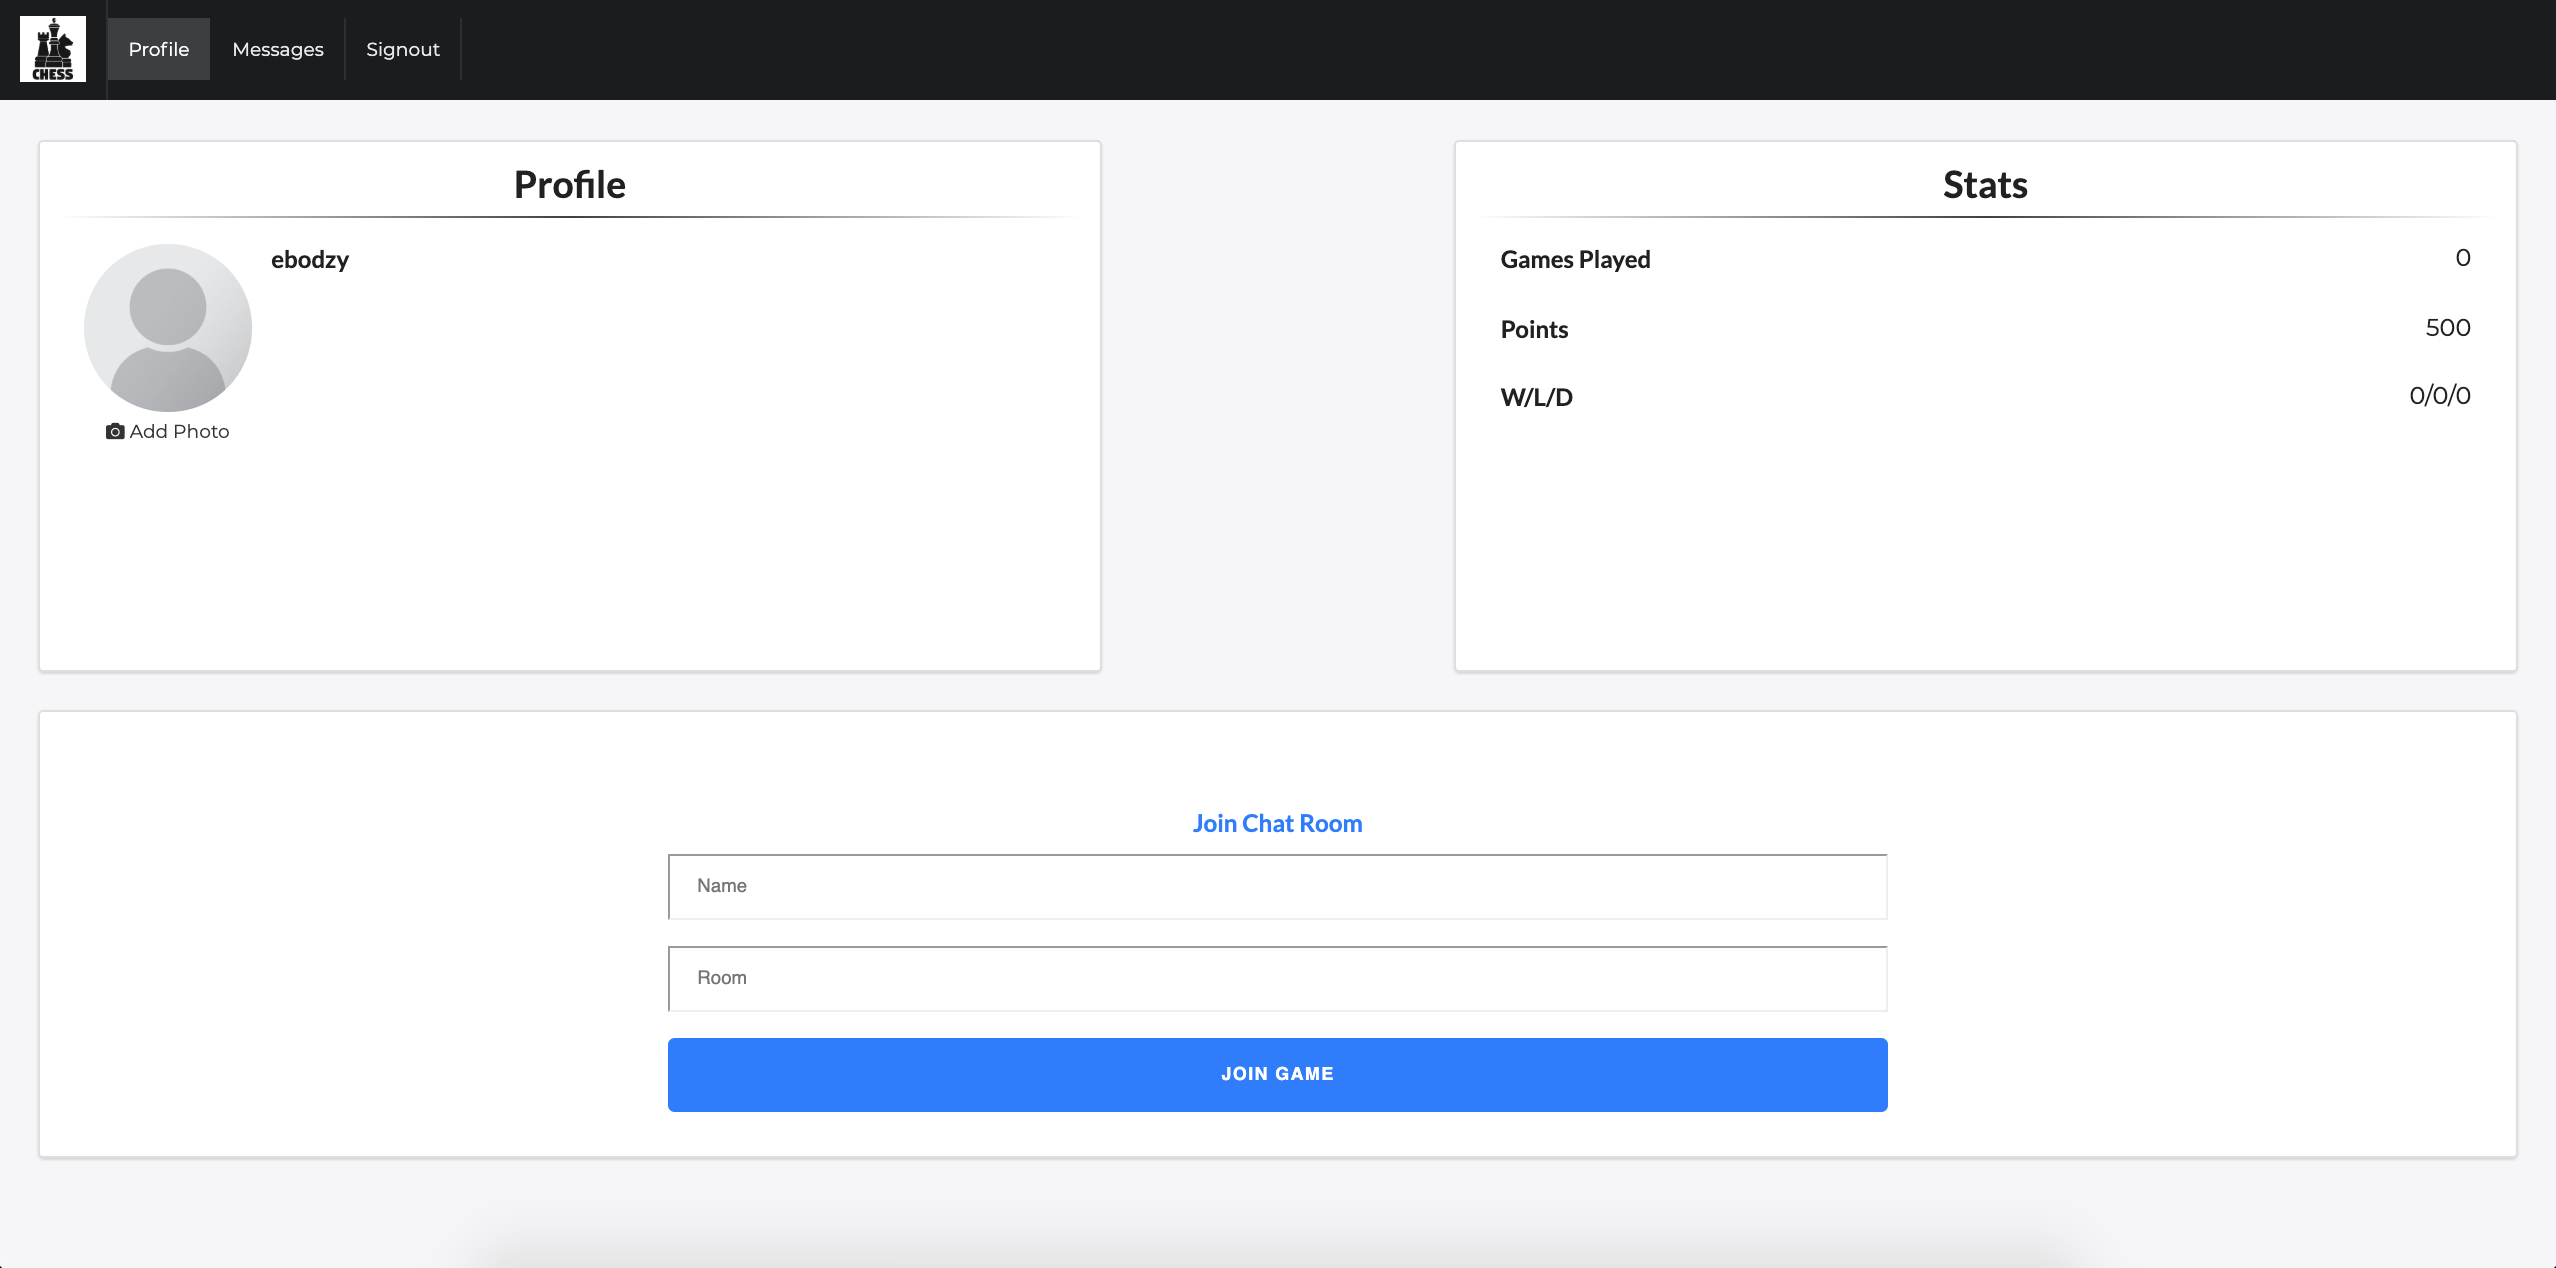 CHESS
Profile
Messages
Signout
Profile
ebodzy
Add Photo
Stats
Games Played 0
Points 500
W/L/D 0/0/0
Join Chat Room
Name
Room
JOIN GAME